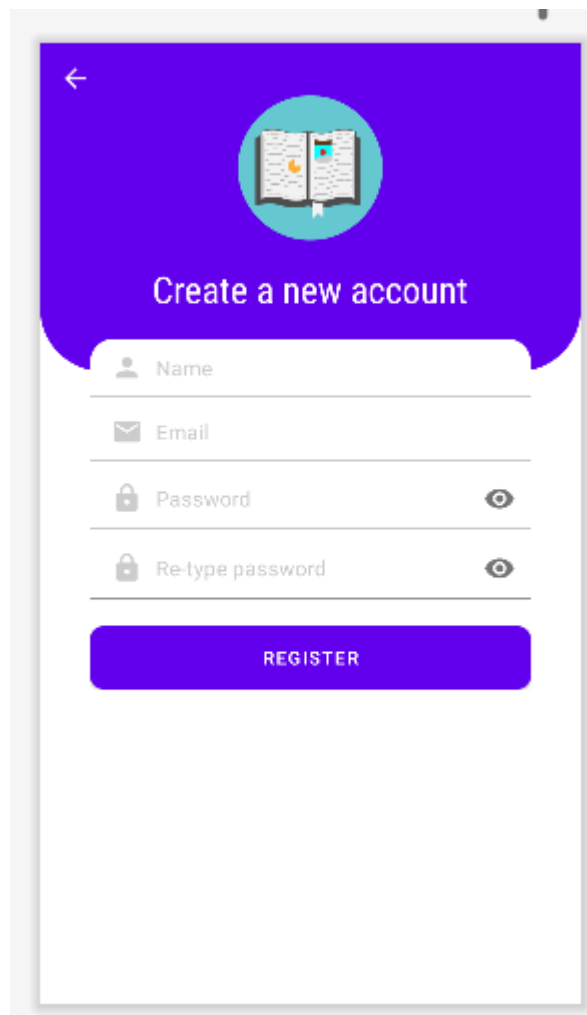 Create a new account
Name
Email
Password
Re-type password
REGISTER